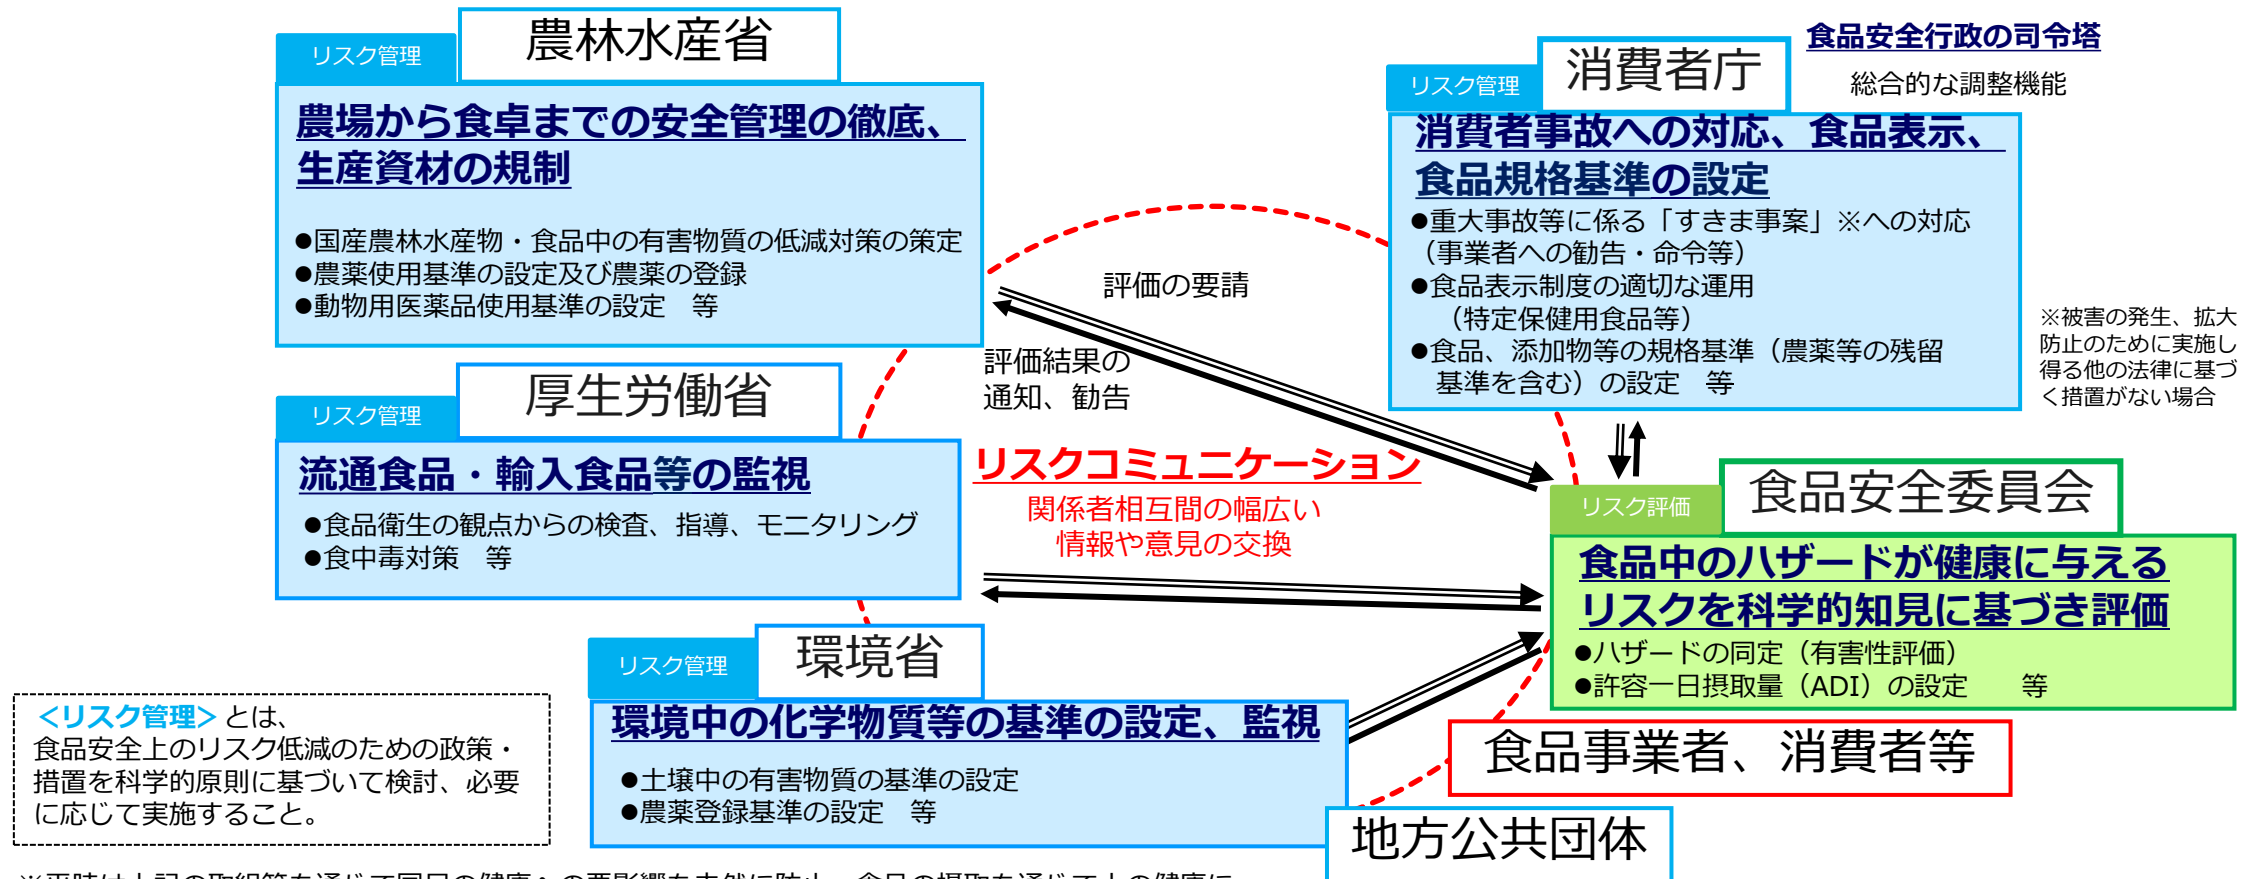 リスク管理
農林水産省
農場から食卓までの安全管理の徹底、
生産資材の規制
●国産農林水産物・食品中の有害物質の低減対策の策定
●農薬使用基準の設定及び農薬の登録
●動物用医薬品使用基準の設定　等
リスク管理
消費者庁
食品安全行政の司令塔
総合的な調整機能
消費者事故への対応、食品表示、
食品規格基準の設定
●重大事故等に係る「すきま事案」※への対応
（事業者への勧告・命令等）
●食品表示制度の適切な運用
（特定保健用食品等）
●食品、添加物等の規格基準（農薬等の残留
基準を含む）の設定　等
※被害の発生、拡大
防止のために実施し
得る他の法律に基づ
く措置がない場合
評価の要請
評価結果の
通知、勧告
リスク管理
厚生労働省
流通食品・輸入食品等の監視
●食品衛生の観点からの検査、指導、モニタリング
●食中毒対策　等
リスクコミュニケーション
関係者相互間の幅広い
情報や意見の交換
リスク評価
食品安全委員会
食品中のハザードが健康に与える
リスクを科学的知見に基づき評価
●ハザードの同定（有害性評価）
●許容一日摂取量（ADI）の設定　　等
リスク管理
環境省
環境中の化学物質等の基準の設定、監視
●土壌中の有害物質の基準の設定
●農薬登録基準の設定　等
食品事業者、消費者等
地方公共団体
＜リスク管理＞とは、
食品安全上のリスク低減のための政策・
措置を科学的原則に基づいて検討、必要
に応じて実施すること。